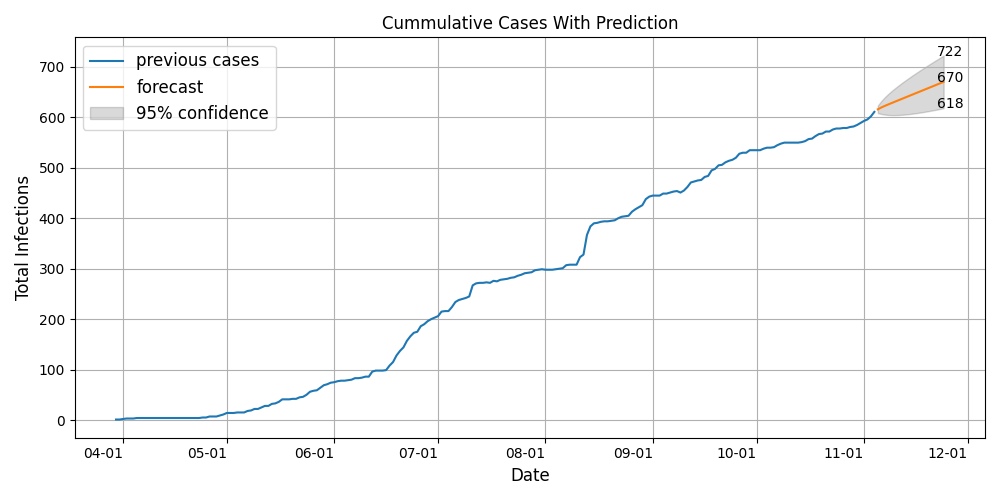 Cummulative Cases With Prediction
previous cases
forecast
95% confidence
722
670
618
700
600
500
400
300
200
100
0
Total Infections
04-01 05-01 06-01 07-01 08-01 09-01 10-01 11-01 12-01
Date